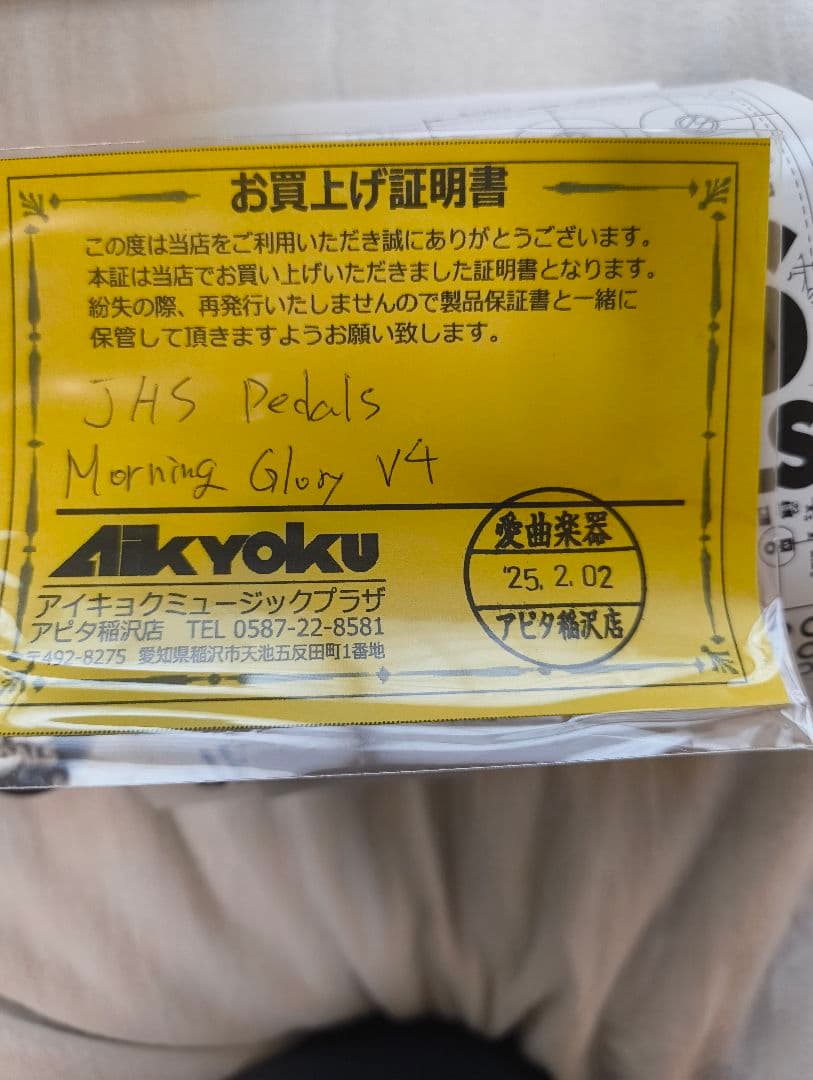 お買上げ証明書
この度は当店をご利用いただき誠にありがとうございます。
本証は当店でお買い上げいただきました証明書となります。
紛失の際、再発行いたしませんので製品保証書と一緒に
保管して頂きますようお願い致します。
JHS Pedals
Morning Glory V4
AikYOKU
アイキョクミュージックプラザ
アピタ稲沢店 TEL 0587-22-8581
〒492-8275 愛知県稲沢市天池五反田町1番地
愛曲楽器
'25. 2. 02
アピタ稲沢店